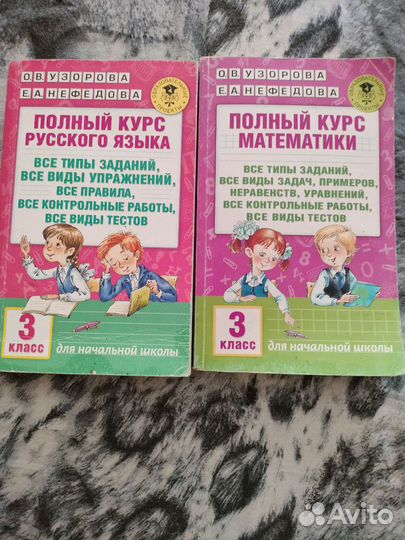 О.В. УЗОРОВА
Е.А. НЕФЕДОВА
ПОЛНЫЙ КУРС
РУССКОГО ЯЗЫКА
ВСЕ ТИПЫ ЗАДАНИЙ,
ВСЕ ВИДЫ УПРАЖНЕНИЙ,
ВСЕ ПРАВИЛА,
ВСЕ КОНТРОЛЬНЫЕ РАБОТЫ,
ВСЕ ВИДЫ ТЕСТОВ
3
КЛАСС
для начальной школы
О.В. УЗОРОВА
Е.А. НЕФЕДОВА
ПОЛНЫЙ КУРС
МАТЕМАТИКИ
ВСЕ ТИПЫ ЗАДАНИЙ,
ВСЕ ВИДЫ ЗАДАЧ, ПРИМЕРОВ,
НЕРАВЕНСТВ, УРАВНЕНИЙ,
ВСЕ КОНТРОЛЬНЫЕ РАБОТЫ,
ВСЕ ВИДЫ ТЕСТОВ
3
КЛАСС
для начальной школы
Avito